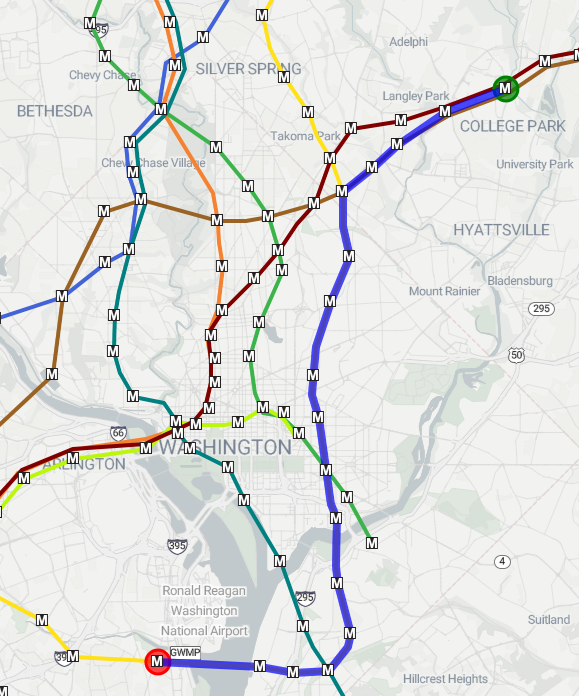 495
Adelphi
Chevy Chase
SILVER SPRING
Langley Park
BETHESDA
COLLEGE PARK
Takoma Park
Chevy Chase Village
University Park
HYATTSVILLE
Bladensburg
Mount Rainier
295
50
66
WASHINGTON
ARLINGTON
395
4
Ronald Reagan
Washington
National Airport
295
Suitland
GWMP
Hillcrest Heights